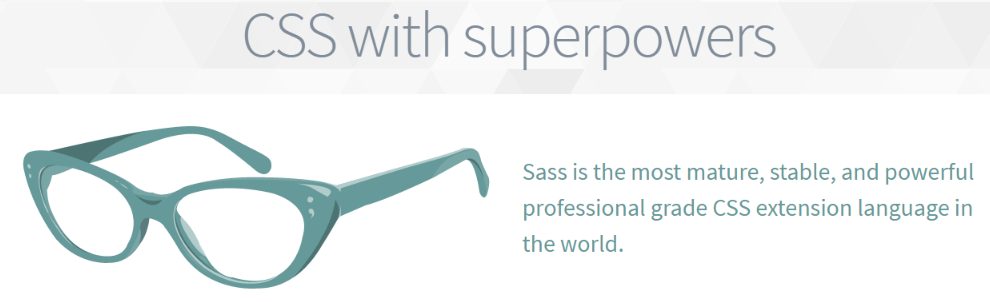 CSS with superpowers
Sass is the most mature, stable, and powerful
professional grade CSS extension language in
the world.